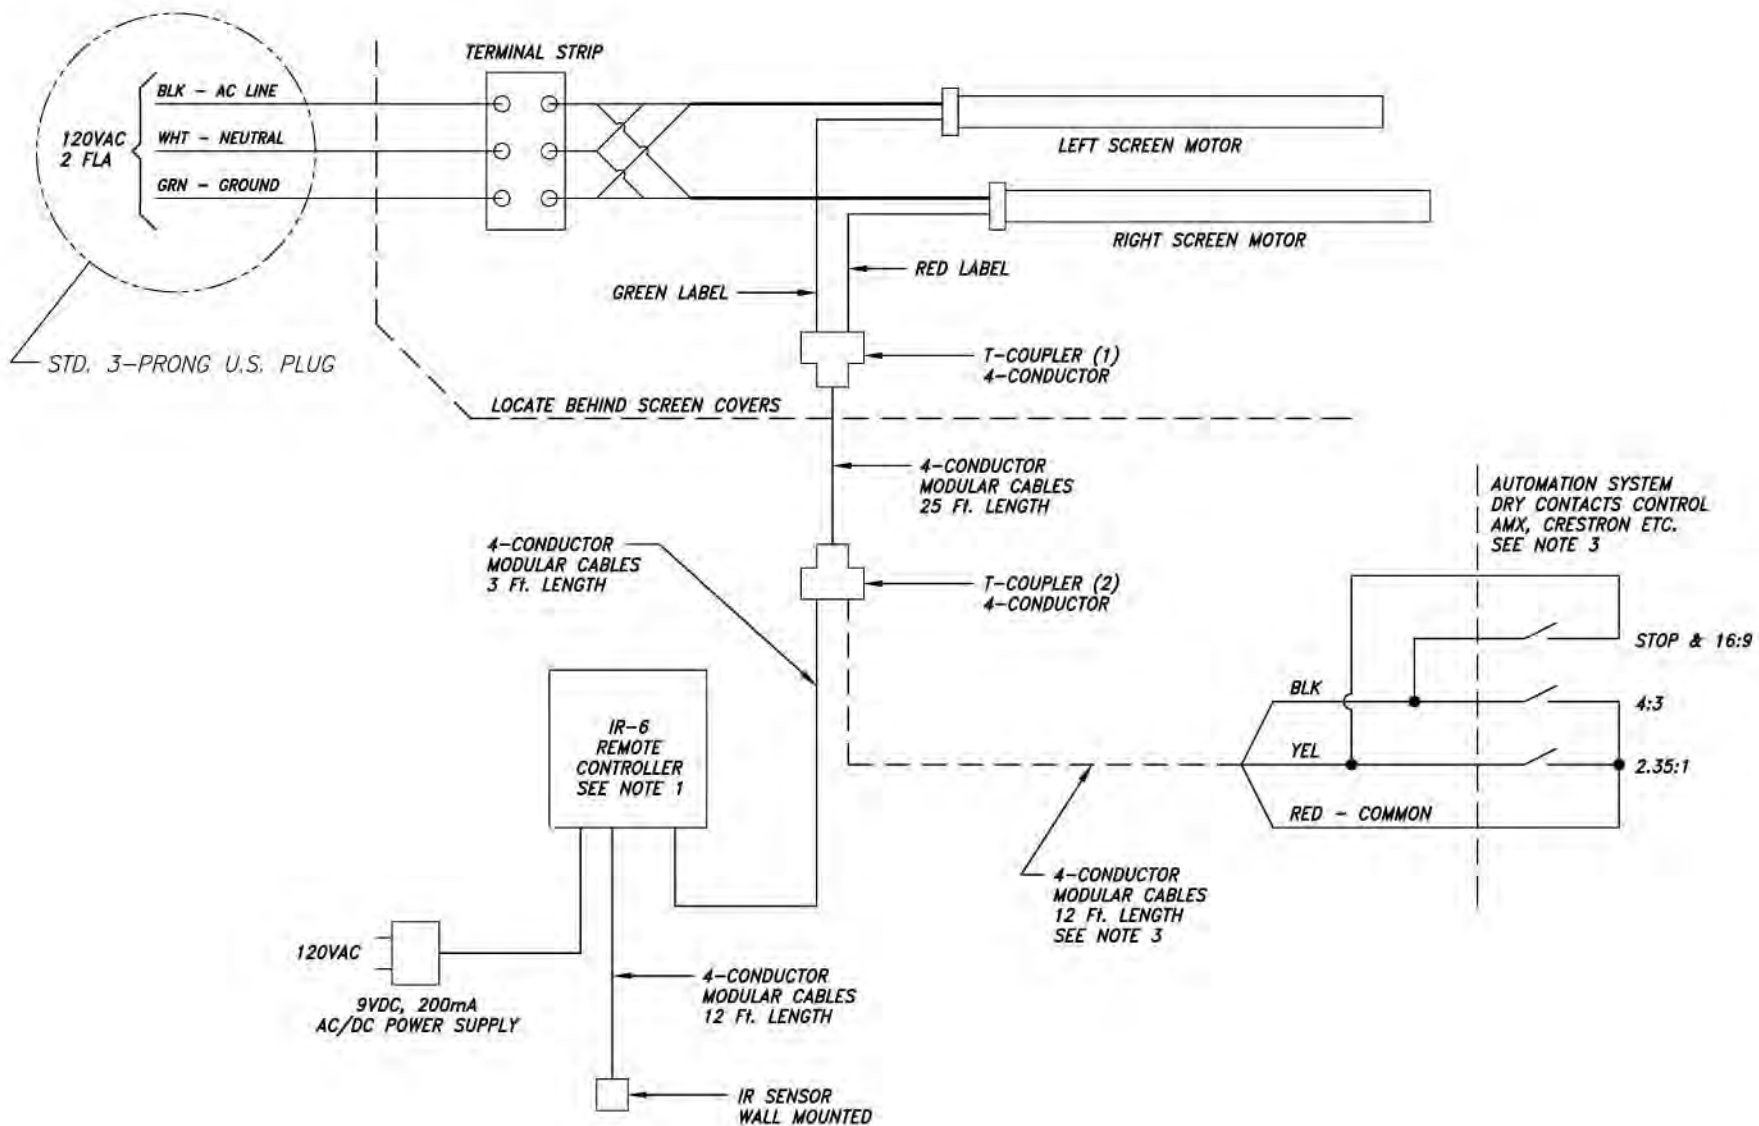 TERMINAL STRIP
BLK - AC LINE
120VAC
2 FLA
WHT - NEUTRAL
GRN - GROUND
LEFT SCREEN MOTOR
RIGHT SCREEN MOTOR
RED LABEL
GREEN LABEL
STD. 3-PRONG U.S. PLUG
T-COUPLER (1)
4-CONDUCTOR
LOCATE BEHIND SCREEN COVERS
4-CONDUCTOR
MODULAR CABLES
25 Ft. LENGTH
AUTOMATION SYSTEM
DRY CONTACTS CONTROL
AMX, CRESTRON ETC.
SEE NOTE 3
4-CONDUCTOR
MODULAR CABLES
3 Ft. LENGTH
T-COUPLER (2)
4-CONDUCTOR
STOP & 16:9
BLK
4:3
YEL
2.35:1
RED - COMMON
IR-6
REMOTE
CONTROLLER
SEE NOTE 1
4-CONDUCTOR
MODULAR CABLES
12 Ft. LENGTH
SEE NOTE 3
120VAC
9VDC, 200mA
AC/DC POWER SUPPLY
4-CONDUCTOR
MODULAR CABLES
12 Ft. LENGTH
IR SENSOR
WALL MOUNTED